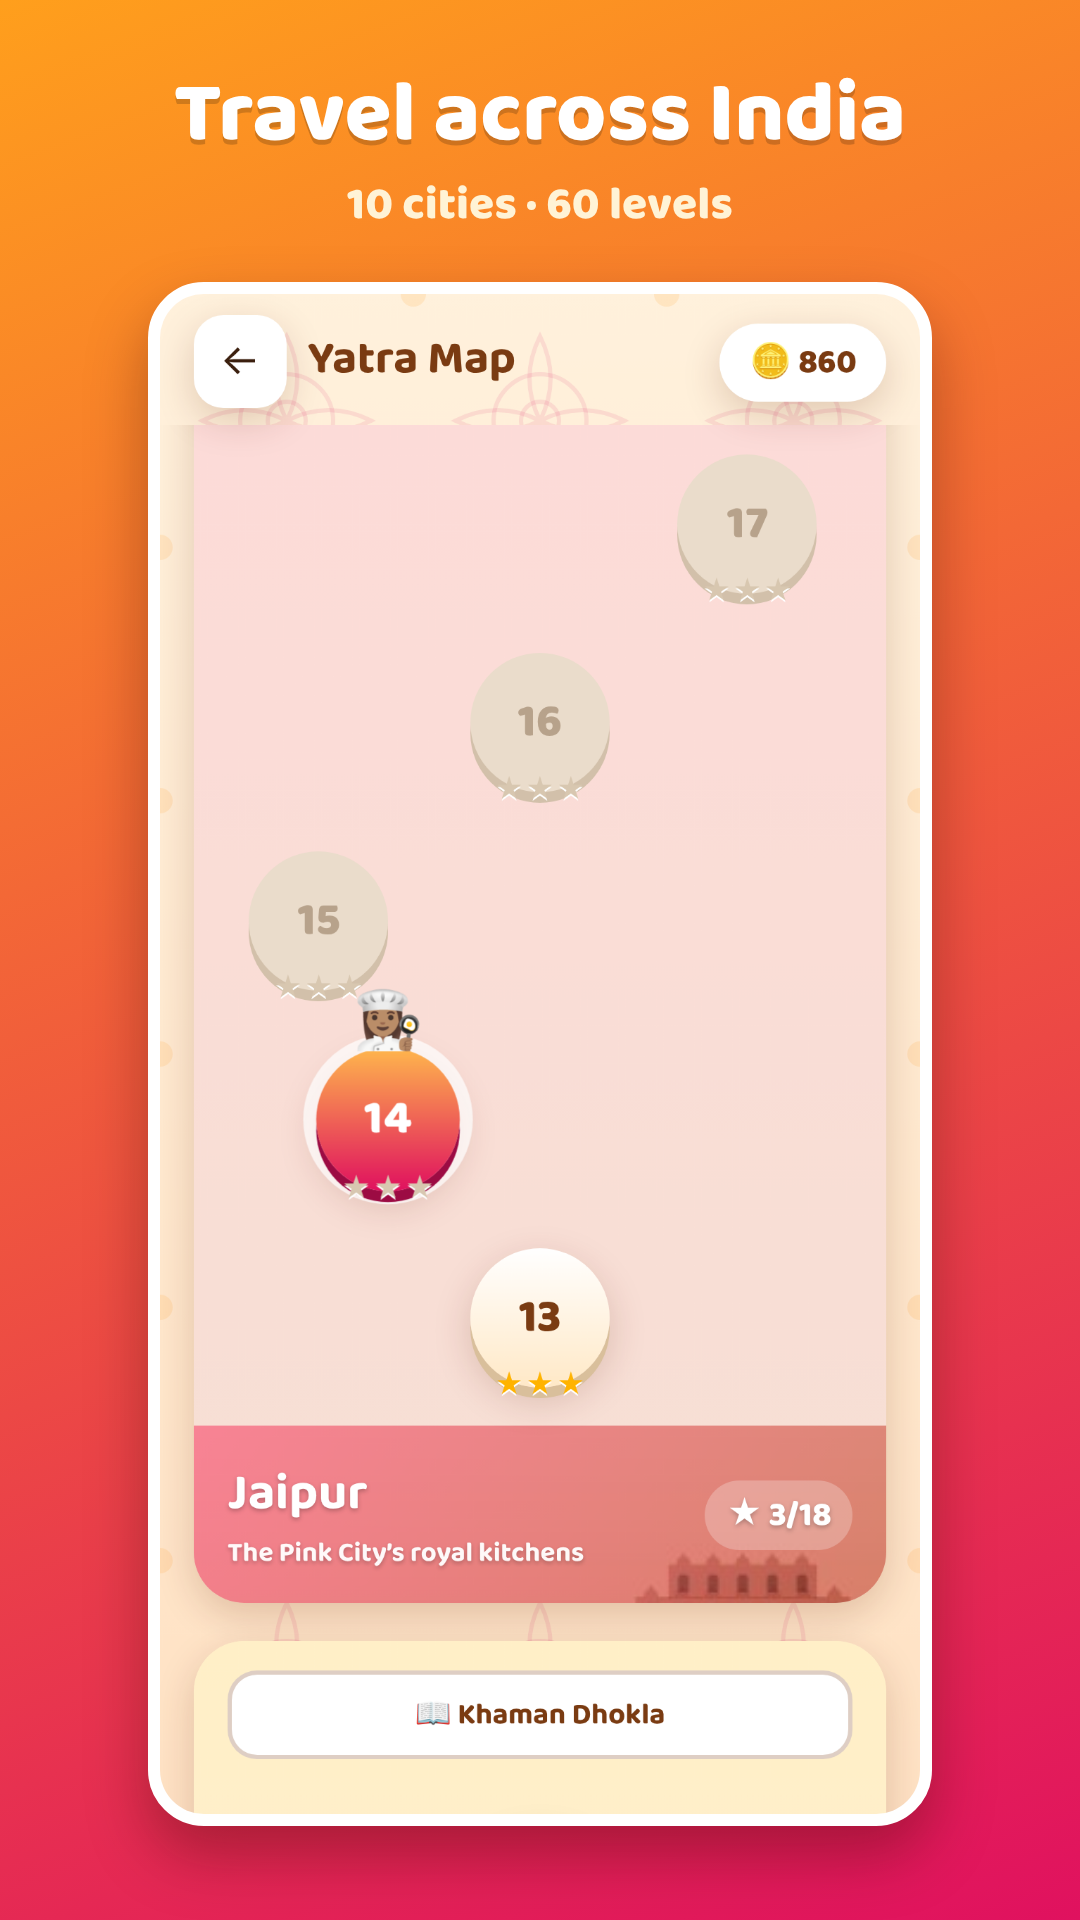 Travel across India
10 cities · 60 levels
Yatra Map
860
17
16
15
14
13
Jaipur
★ 3/18
The Pink City's royal kitchens
Khaman Dhokla